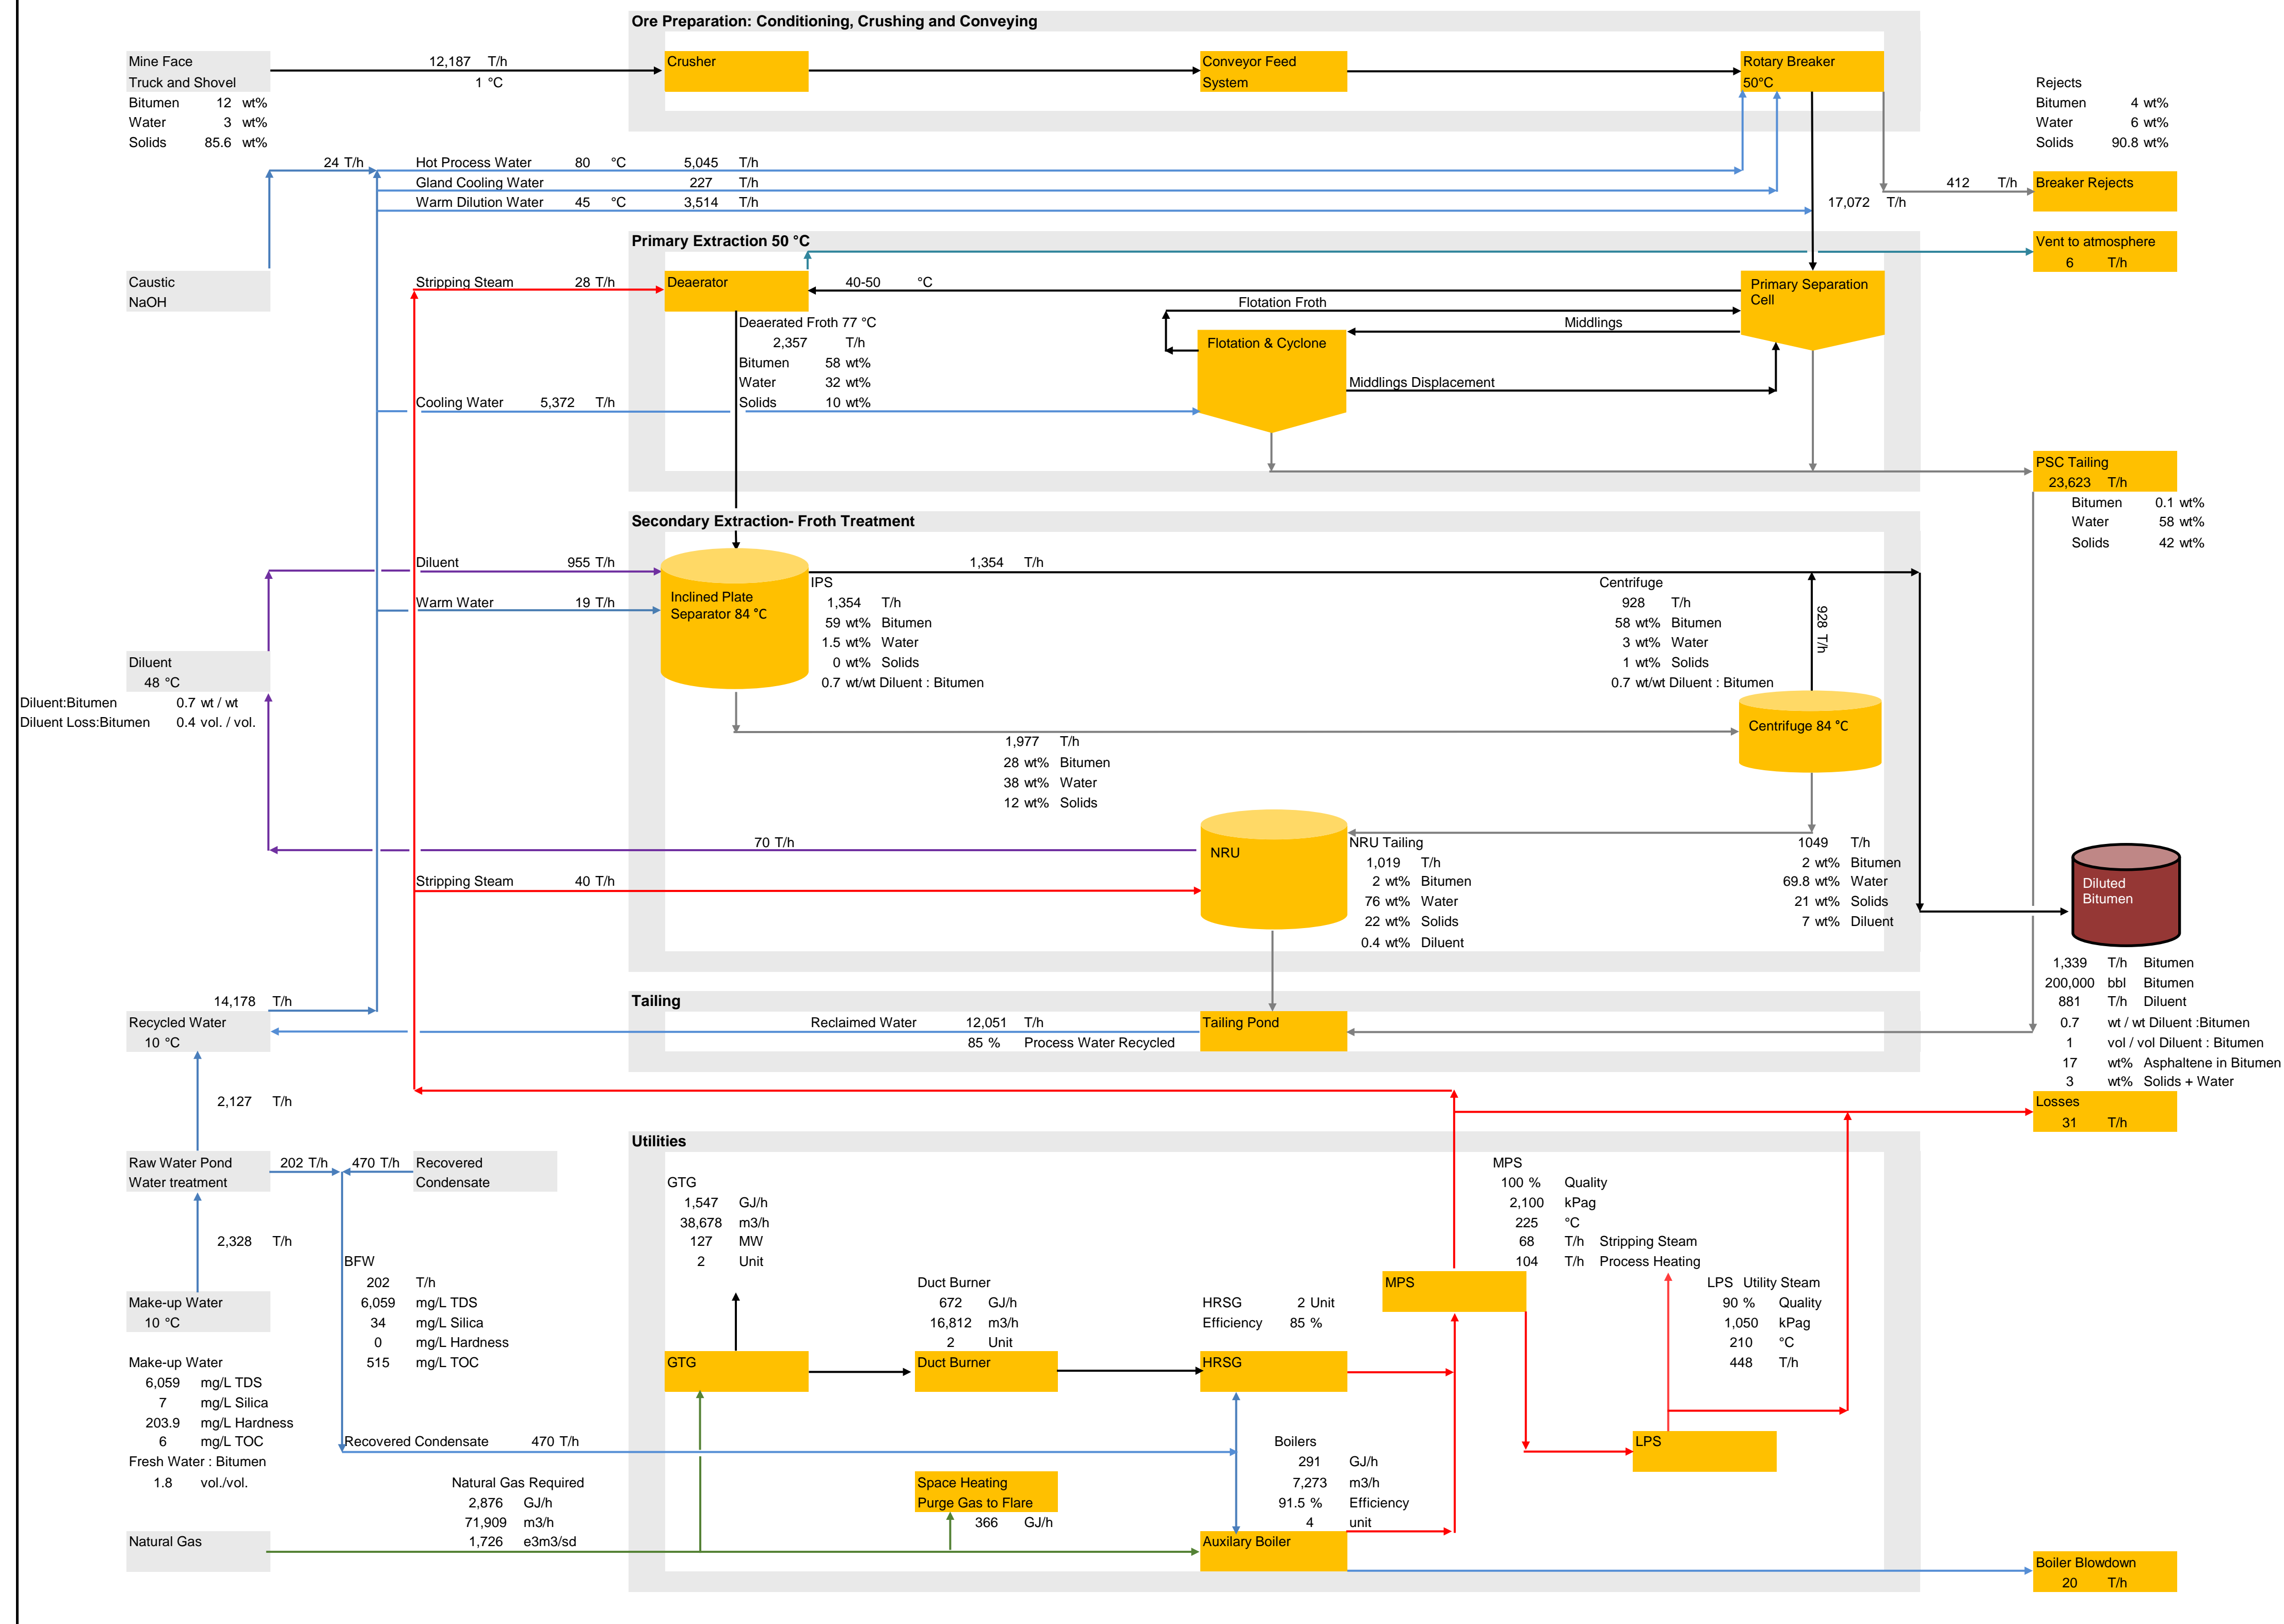 Ore Preparation: Conditioning, Crushing and Conveying
Mine Face
Truck and Shovel
12,187 T/h
1 °C
Crusher
Conveyor Feed
System
Rotary Breaker
50°C
Bitumen 12 wt%
Water 3 wt%
Solids 85.6 wt%
Rejects
Bitumen 4 wt%
Water 6 wt%
Solids 90.8 wt%
24 T/h
Hot Process Water 80 °C 5,045 T/h
Gland Cooling Water 227 T/h
Warm Dilution Water 45 °C 3,514 T/h
17,072 T/h
412 T/h
Breaker Rejects
Primary Extraction 50 °C
Vent to atmosphere
6 T/h
Caustic
NaOH
Stripping Steam 28 T/h
Deaerator
40-50 °C
Primary Separation
Cell
Flotation Froth
Middlings
Deaerated Froth 77 °C
2,357 T/h
Bitumen 58 wt%
Water 32 wt%
Solids 10 wt%
Flotation & Cyclone
Middlings Displacement
Cooling Water 5,372 T/h
PSC Tailing
23,623 T/h
Bitumen 0.1 wt%
Water 58 wt%
Solids 42 wt%
Secondary Extraction- Froth Treatment
Diluent 955 T/h
Warm Water 19 T/h
Inclined Plate
Separator 84 °C
1,354 T/h
IPS
1,354 T/h
59 wt% Bitumen
1.5 wt% Water
0 wt% Solids
0.7 wt/wt Diluent : Bitumen
Centrifuge
928 T/h
58 wt% Bitumen
3 wt% Water
1 wt% Solids
0.7 wt/wt Diluent : Bitumen
928 T/h
Centrifuge 84 °C
Diluent
48 °C
Diluent:Bitumen 0.7 wt / wt
Diluent Loss:Bitumen 0.4 vol. / vol.
1,977 T/h
28 wt% Bitumen
38 wt% Water
12 wt% Solids
70 T/h
Stripping Steam 40 T/h
NRU
NRU Tailing
1,019 T/h
2 wt% Bitumen
76 wt% Water
22 wt% Solids
0.4 wt% Diluent
1049 T/h
2 wt% Bitumen
69.8 wt% Water
21 wt% Solids
7 wt% Diluent
Diluted
Bitumen
1,339 T/h Bitumen
200,000 bbl Bitumen
881 T/h Diluent
0.7 wt / wt Diluent :Bitumen
1 vol / vol Diluent : Bitumen
17 wt% Asphaltene in Bitumen
3 wt% Solids + Water
Tailing
14,178 T/h
Recycled Water
10 °C
Reclaimed Water 12,051 T/h
85 % Process Water Recycled
Tailing Pond
2,127 T/h
Losses
31 T/h
Utilities
Raw Water Pond
Water treatment
202 T/h
470 T/h
Recovered
Condensate
2,328 T/h
GTG
1,547 GJ/h
38,678 m3/h
127 MW
2 Unit
MPS
100 % Quality
2,100 kPag
225 °C
68 T/h Stripping Steam
104 T/h Process Heating
BFW
202 T/h
6,059 mg/L TDS
34 mg/L Silica
0 mg/L Hardness
515 mg/L TOC
Make-up Water
10 °C
Duct Burner
672 GJ/h
16,812 m3/h
2 Unit
HRSG 2 Unit
Efficiency 85 %
MPS
LPS Utility Steam
90 % Quality
1,050 kPag
210 °C
448 T/h
GTG
Duct Burner
HRSG
Make-up Water
6,059 mg/L TDS
7 mg/L Silica
203.9 mg/L Hardness
6 mg/L TOC
Fresh Water : Bitumen
1.8 vol./vol.
Recovered Condensate 470 T/h
LPS
Boilers
291 GJ/h
7,273 m3/h
91.5 % Efficiency
4 unit
Natural Gas Required
2,876 GJ/h
71,909 m3/h
1,726 e3m3/sd
Space Heating
Purge Gas to Flare
366 GJ/h
Natural Gas
Auxilary Boiler
Boiler Blowdown
20 T/h